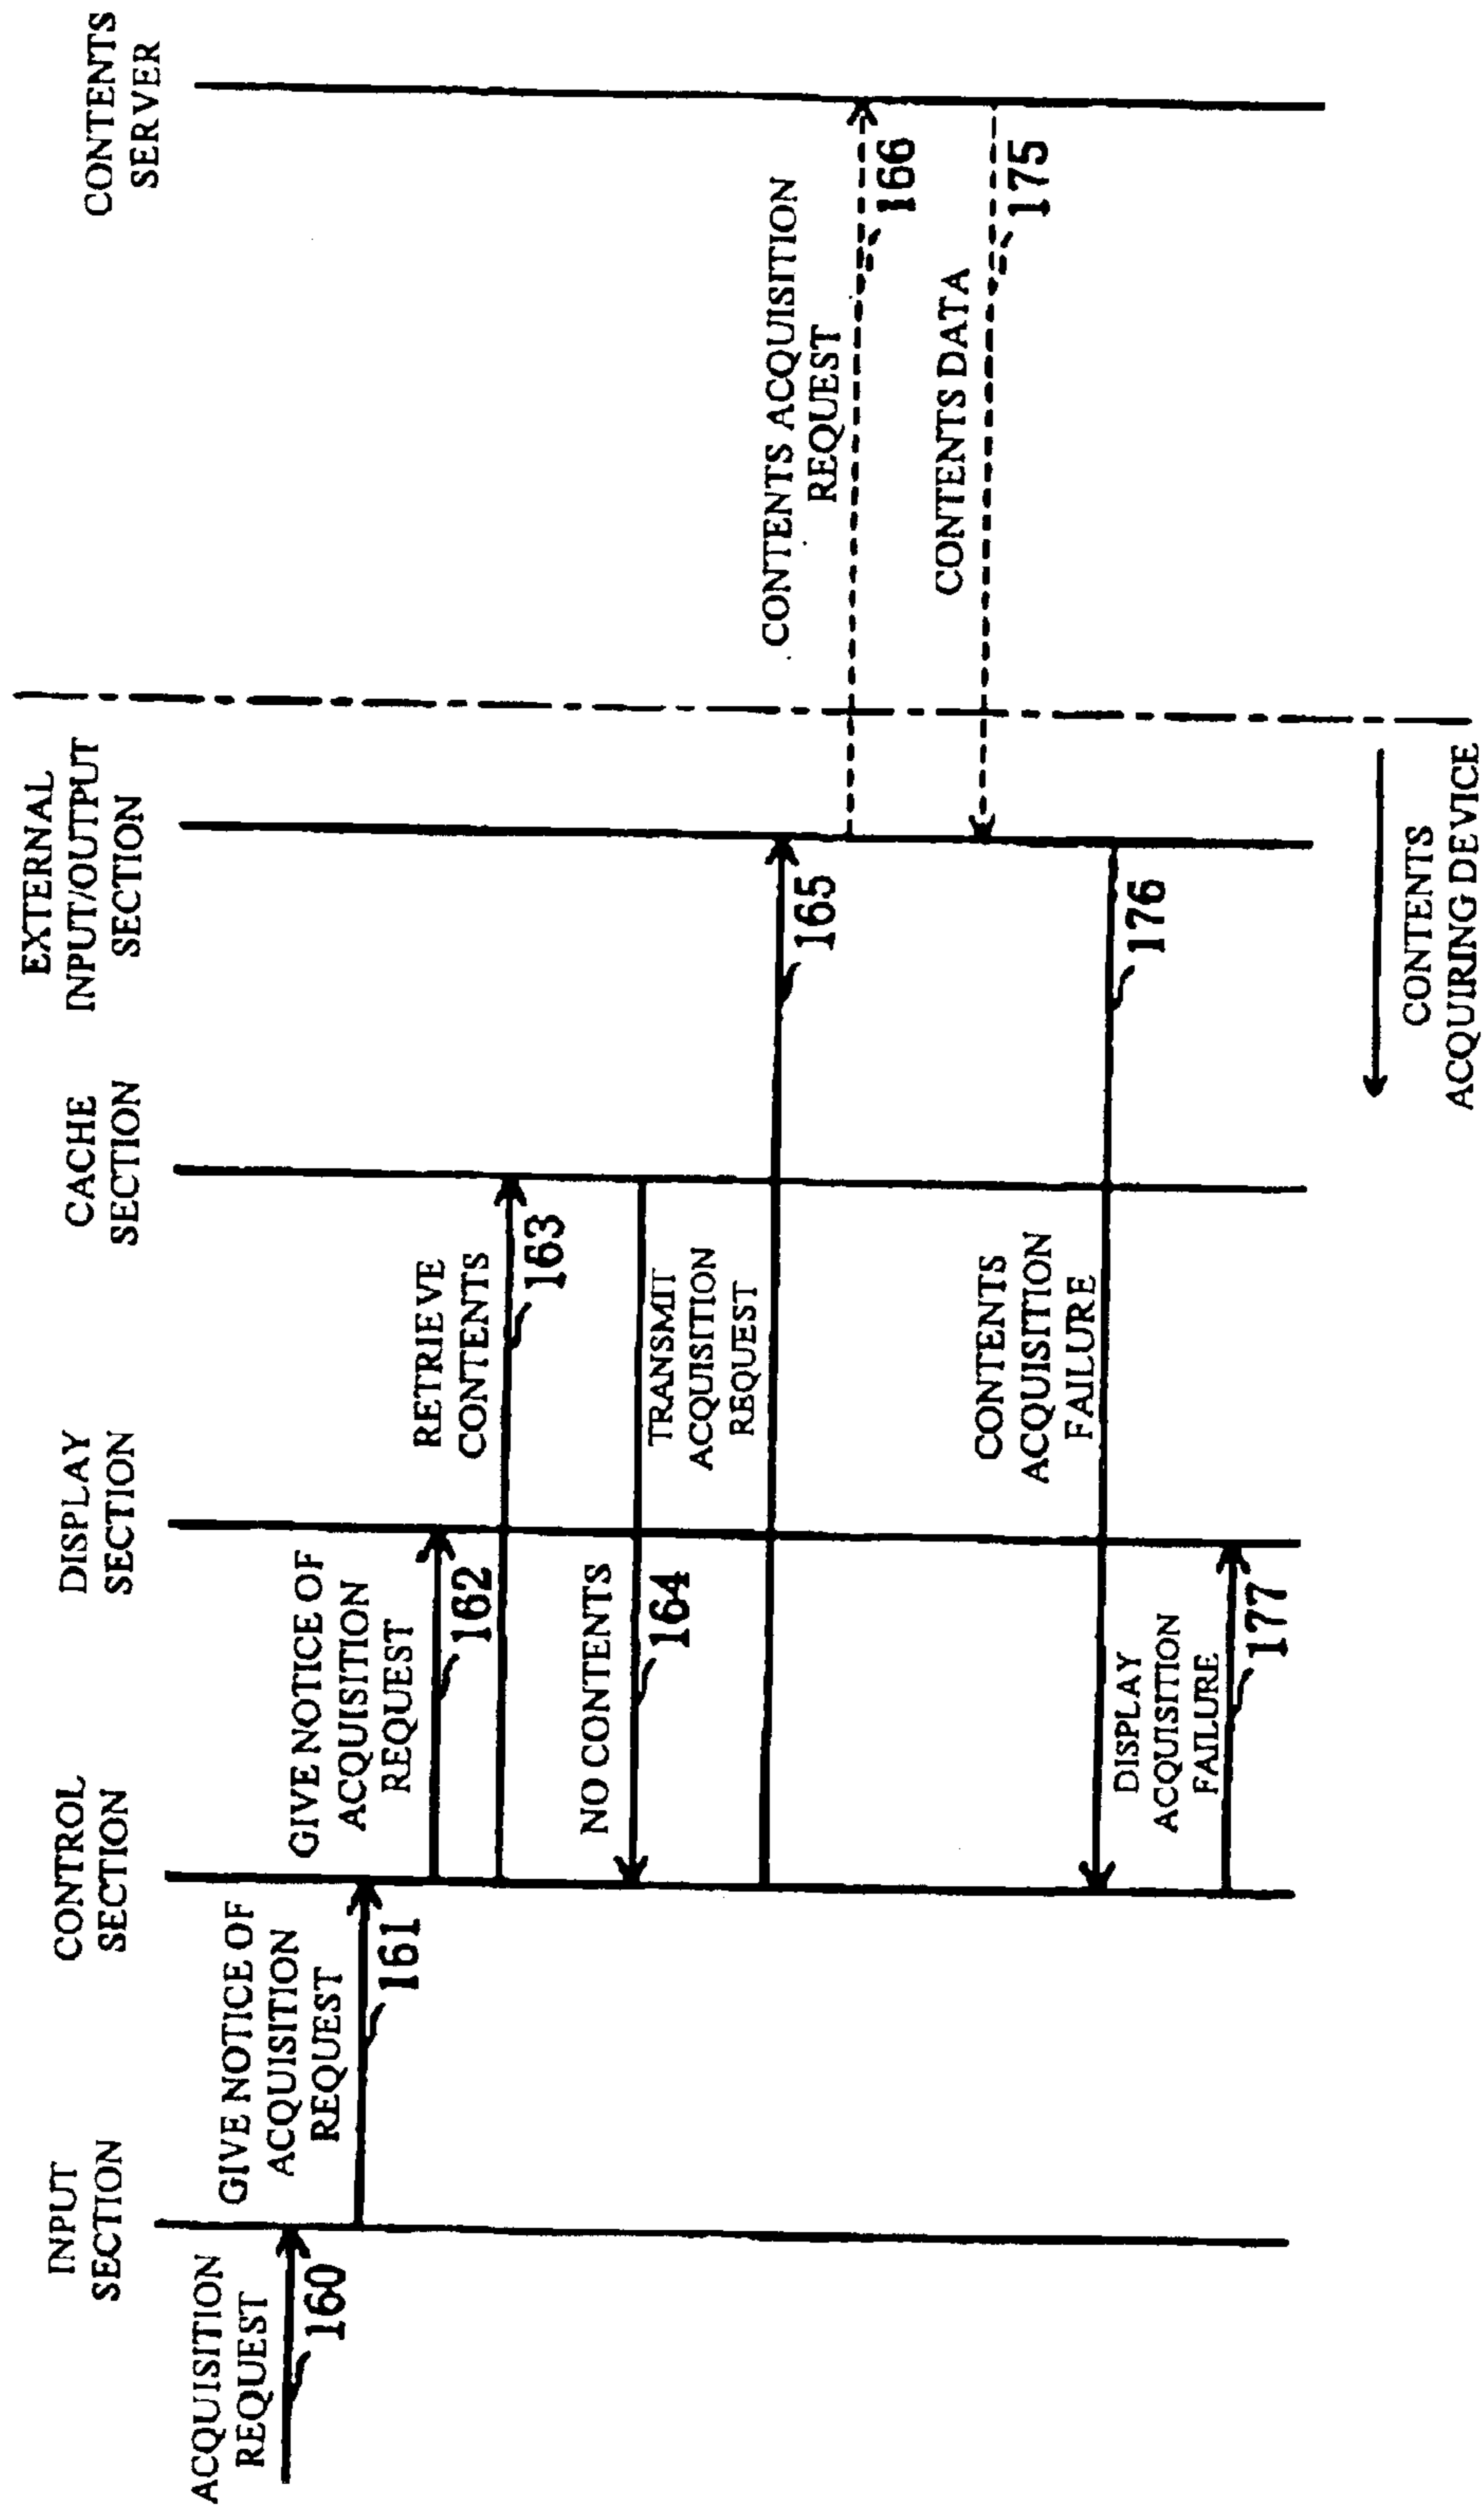 INPUT
SECTION
CONTROL
SECTION
DISPLAY
SECTION
CACHE
SECTION
EXTERNAL
INPUT/OUTPUT
SECTION
CONTENTS
SERVER
ACQUISITION
REQUEST
160
GIVE NOTICE OF
ACQUISITION
REQUEST
161
GIVE NOTICE OF
ACQUISITION
REQUEST
162
RETRIEVE
CONTENTS
163
NO CONTENTS
164
TRANSMIT
ACQUISITION
REQUEST
165
CONTENTS ACQUISITION
REQUEST
166
CONTENTS DATA
175
CONTENTS
ACQUISITION
FAILURE
176
DISPLAY
ACQUISITION
FAILURE
177
CONTENTS
ACQUIRING DEVICE